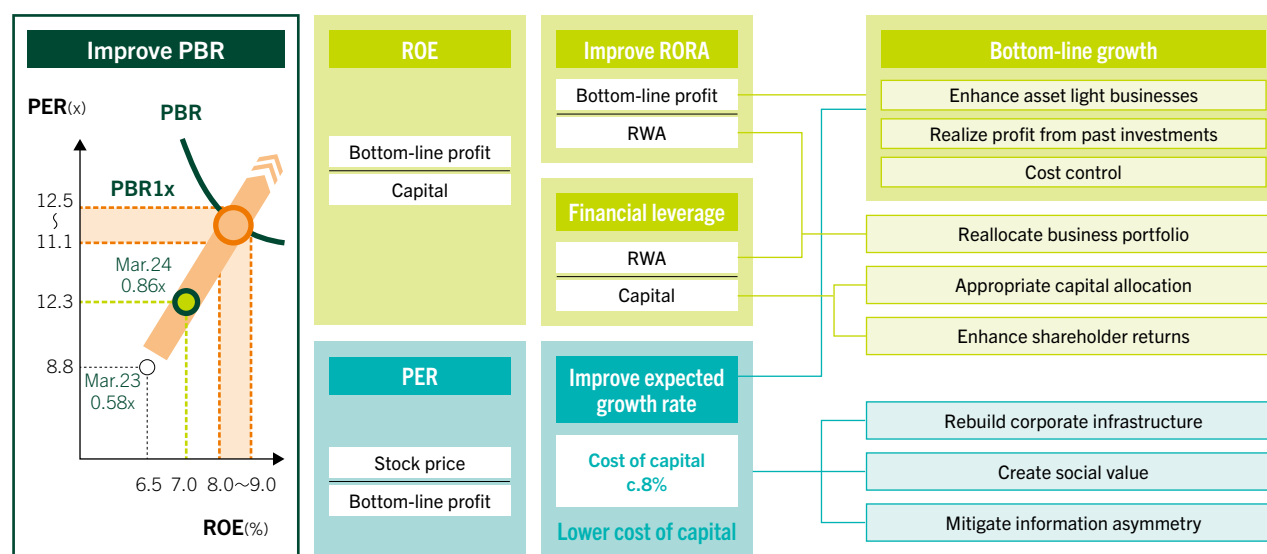 Improve PBR
PER(x)
PBR
PBR1x
12.5
~
11.1
Mar.24
0.86x
12.3
8.8
Mar.23
0.58x
6.5 7.0 8.0~9.0
ROE(%)
ROE
Bottom-line profit
Capital
PER
Stock price
Bottom-line profit
Improve RORA
Bottom-line profit
RWA
Financial leverage
RWA
Capital
Improve expected
growth rate
Cost of capital
c.8%
Lower cost of capital
Bottom-line growth
Enhance asset light businesses
Realize profit from past investments
Cost control
Reallocate business portfolio
Appropriate capital allocation
Enhance shareholder returns
Rebuild corporate infrastructure
Create social value
Mitigate information asymmetry